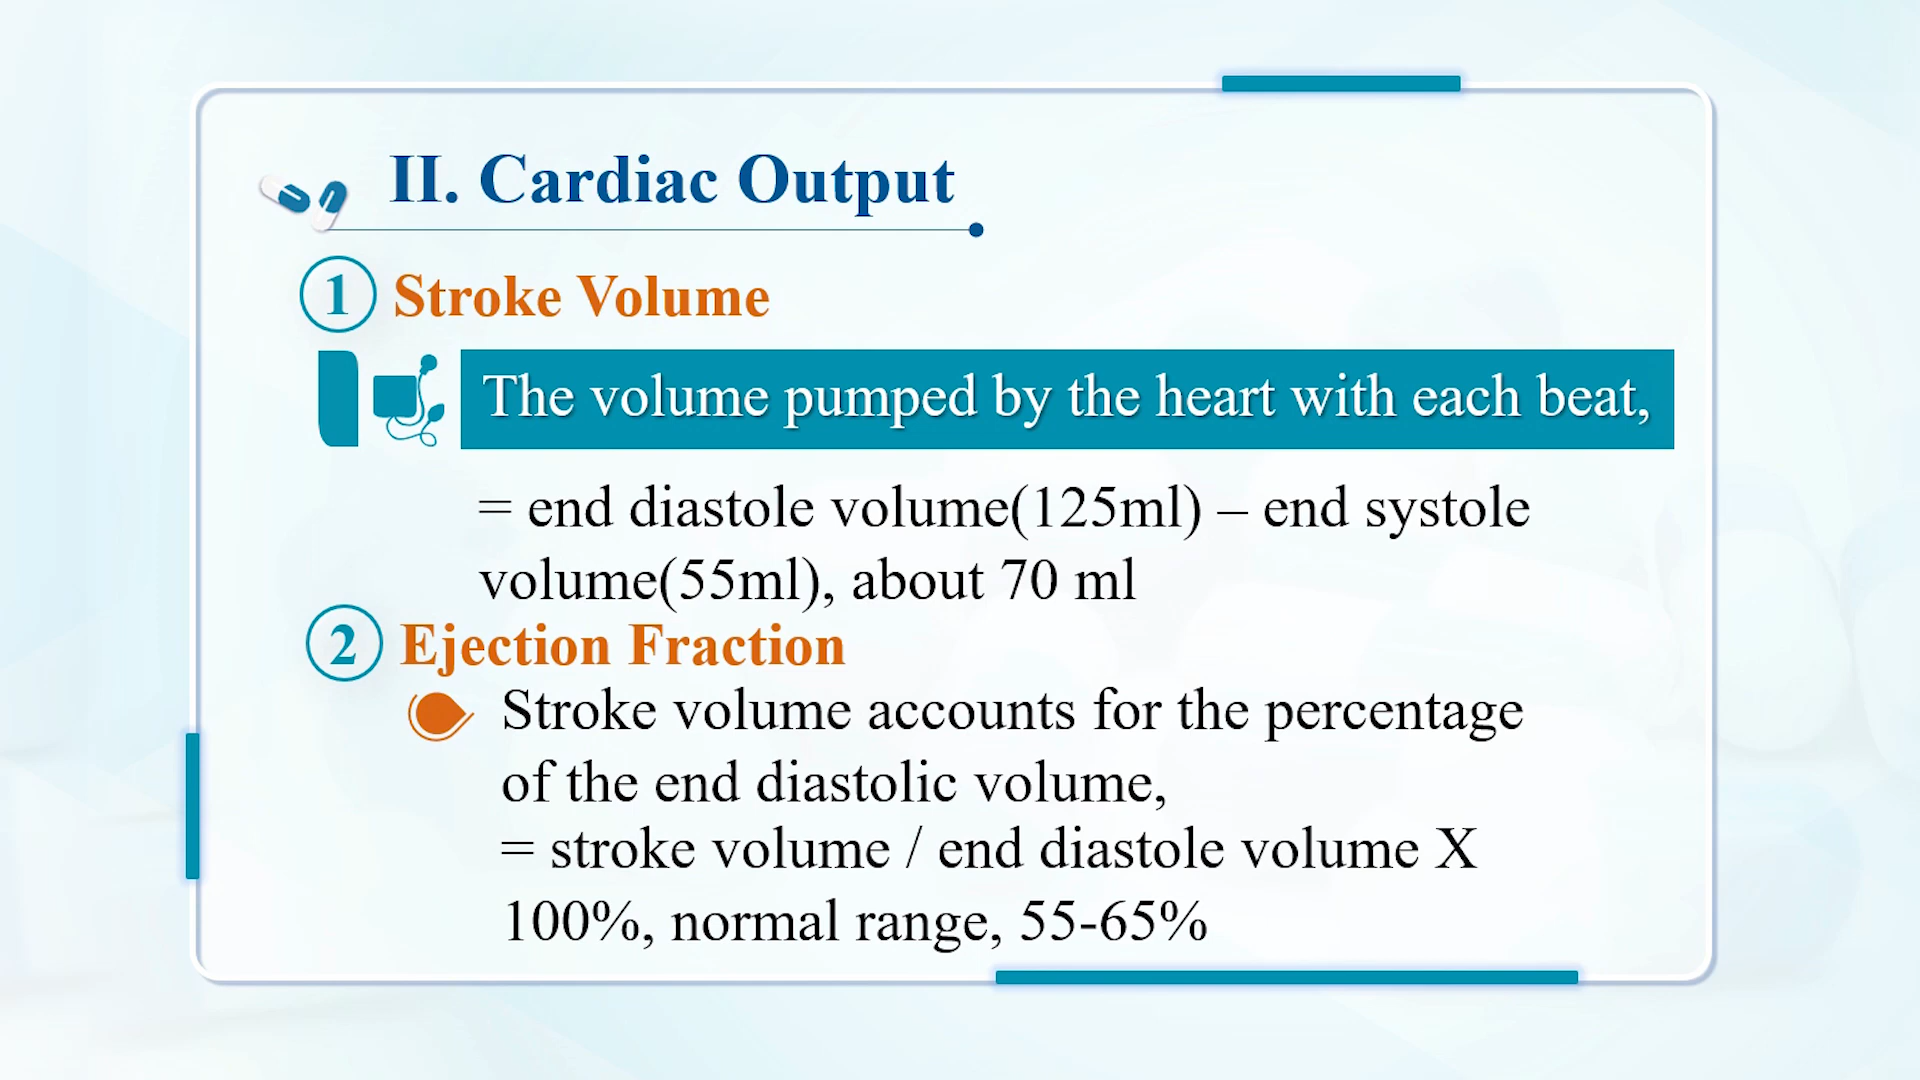 II. Cardiac Output
1 Stroke Volume
The volume pumped by the heart with each beat,
= end diastole volume(125ml) – end systole
volume(55ml), about 70 ml
2 Ejection Fraction
Stroke volume accounts for the percentage
of the end diastolic volume,
= stroke volume / end diastole volume X
100%, normal range, 55-65%